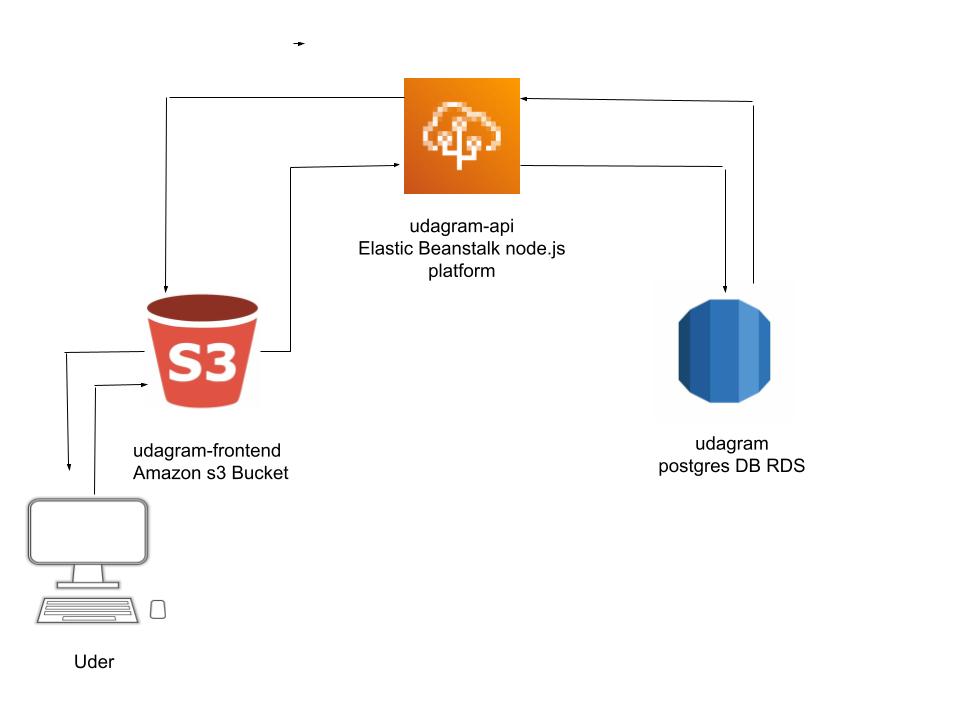 udagram-api
Elastic Beanstalk node.js
platform
S3
udagram-frontend
Amazon s3 Bucket
udagram
postgres DB RDS
Uder